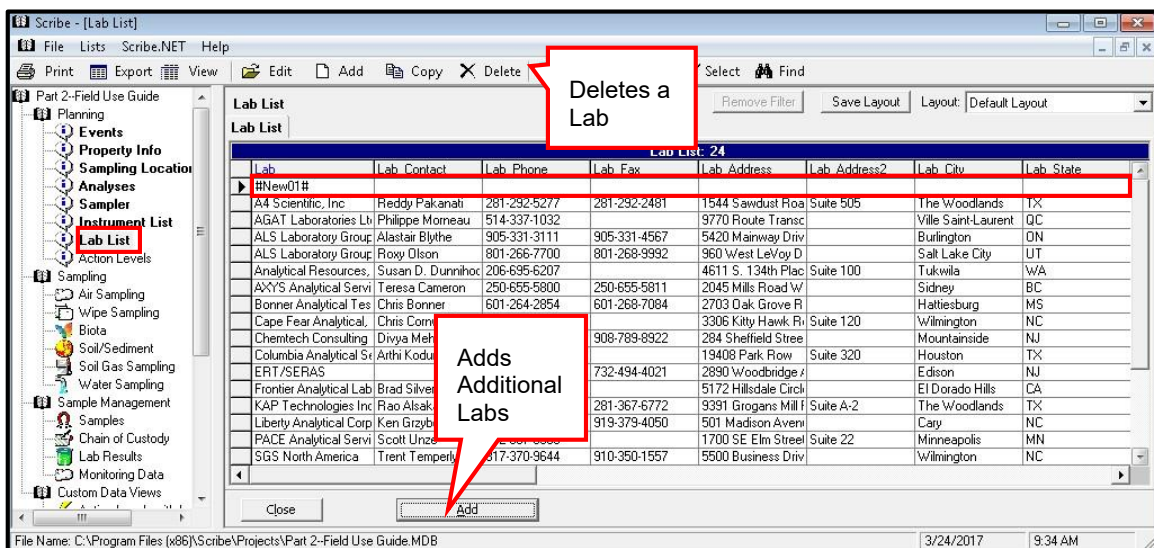 Scribe - [Lab List]
File Lists Scribe.NET Help
Print Export View Edit Add Copy Delete Select Find
Deletes a
Lab
Part 2--Field Use Guide
Planning
Events
Property Info
Sampling Location
Analyses
Sampler
Instrument List
Lab List
Action Levels
Sampling
Air Sampling
Wipe Sampling
Biota
Soil/Sediment
Soil Gas Sampling
Water Sampling
Sample Management
Samples
Chain of Custody
Lab Results
Monitoring Data
Custom Data Views
Lab List
Remove Filter Save Layout Layout: Default Layout
Lab List
Lab List: 24
Lab Lab_Contact Lab_Phone Lab_Fax Lab_Address Lab_Address2 Lab_City Lab_State
#New01#
A4 Scientific, Inc Reddy Pakanati 281-292-5277 281-292-2481 1544 Sawdust Roa Suite 505 The Woodlands TX
AGAT Laboratories Philippe Morneau 514-337-1032 9770 Route Transc Ville Saint-Laurent QC
ALS Laboratory Group Alastair Blythe 905-331-3111 905-331-4567 5420 Mainway Driv Burlington ON
ALS Laboratory Group Roxy Olson 801-266-7700 801-268-9992 960 West LeVoy D Salt Lake City UT
Analytical Resources, Susan D. Dunnihoo 206-695-6207 4611 S. 134th Plac Suite 100 Tukwila WA
AXYS Analytical Servi Teresa Cameron 250-655-5800 250-655-5811 2045 Mills Road W Sidney BC
Bonner Analytical Tes Chris Bonner 601-264-2854 601-268-7084 2703 Oak Grove R Hattiesburg MS
Cape Fear Analytical, Chris 3306 Kitty Hawk Suite 120 Wilmington NC
Chemtech Consulting Divya 908-789-8922 284 Sheffield Stree Mountainside NJ
Columbia Analytical Arthi 19408 Park Row Suite 320 Houston TX
ERT/SERAS 732-494-4021 2890 Woodbridge Edison NJ
Frontier Analytical Lab Brad 5172 Hillsdale Circl El Dorado Hills CA
KAP Technologies Inc Rao 281-367-6772 9391 Grogans Mill Suite A-2 The Woodlands TX
Liberty Analytical Corp Ken 919-379-4050 501 Madison Aven Cary NC
PACE Analytical Servi Scott 1700 SE Elm Street Suite 22 Minneapolis MN
SGS North America Trent Temperly 910-350-1557 5500 Business Driv Wilmington NC
Adds
Additional
Labs
Close Add
File Name: C:\Program Files (x86)\Scribe\Projects\Part 2--Field Use Guide.MDB 3/24/2017 9:34 AM